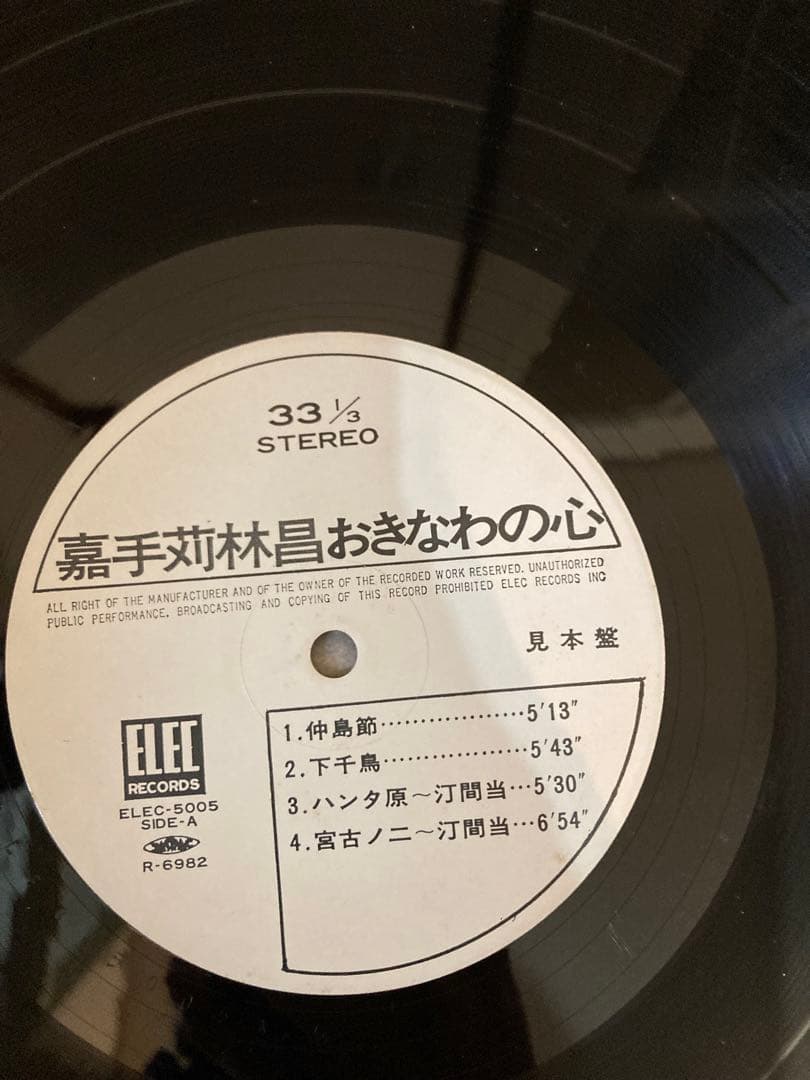 33 1/3
STEREO
嘉手苅林昌おきなわの心
ALL RIGHT OF THE MANUFACTURER AND OF THE OWNER OF THE RECORDED WORK RESERVED. UNAUTHORIZED
PUBLIC PERFORMANCE. BROADCASTING AND COPYING OF THIS RECORD PROHIBITED ELEC RECORDS INC
見本盤
1.仲島節………………5'13"
2.下千鳥………………5'43"
3.ハンタ原〜汀間当…5'30"
4.宮古ノ二〜汀間当…6'54"
ELEC
RECORDS
ELEC-5005
SIDE-A
R-6982